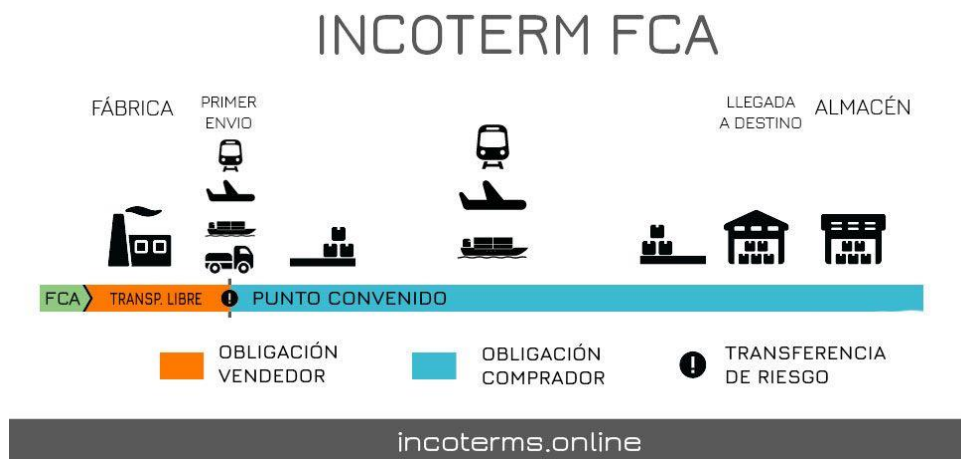 INCOTERM FCA
FÁBRICA
PRIMER
ENVIO
LLEGADA
A DESTINO
ALMACÉN
FCA
TRANSP. LIBRE
!
PUNTO CONVENIDO
OBLIGACIÓN
VENDEDOR
OBLIGACIÓN
COMPRADOR
!
TRANSFERENCIA
DE RIESGO
incoterms.online